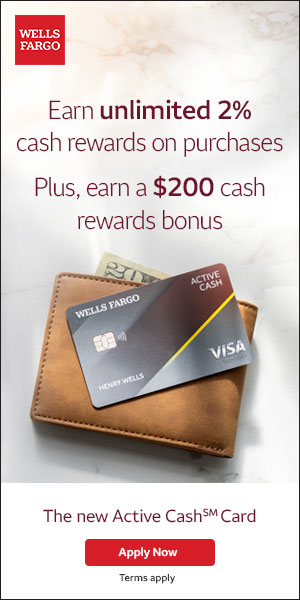 WELLS
FARGO
Earn unlimited 2%
cash rewards on purchases
Plus, earn a $200 cash
rewards bonus
20
ACTIVE
CASH
WELLS FARGO
VISA
HENRY WELLS
The new Active Cash℠ Card
Apply Now
Terms apply